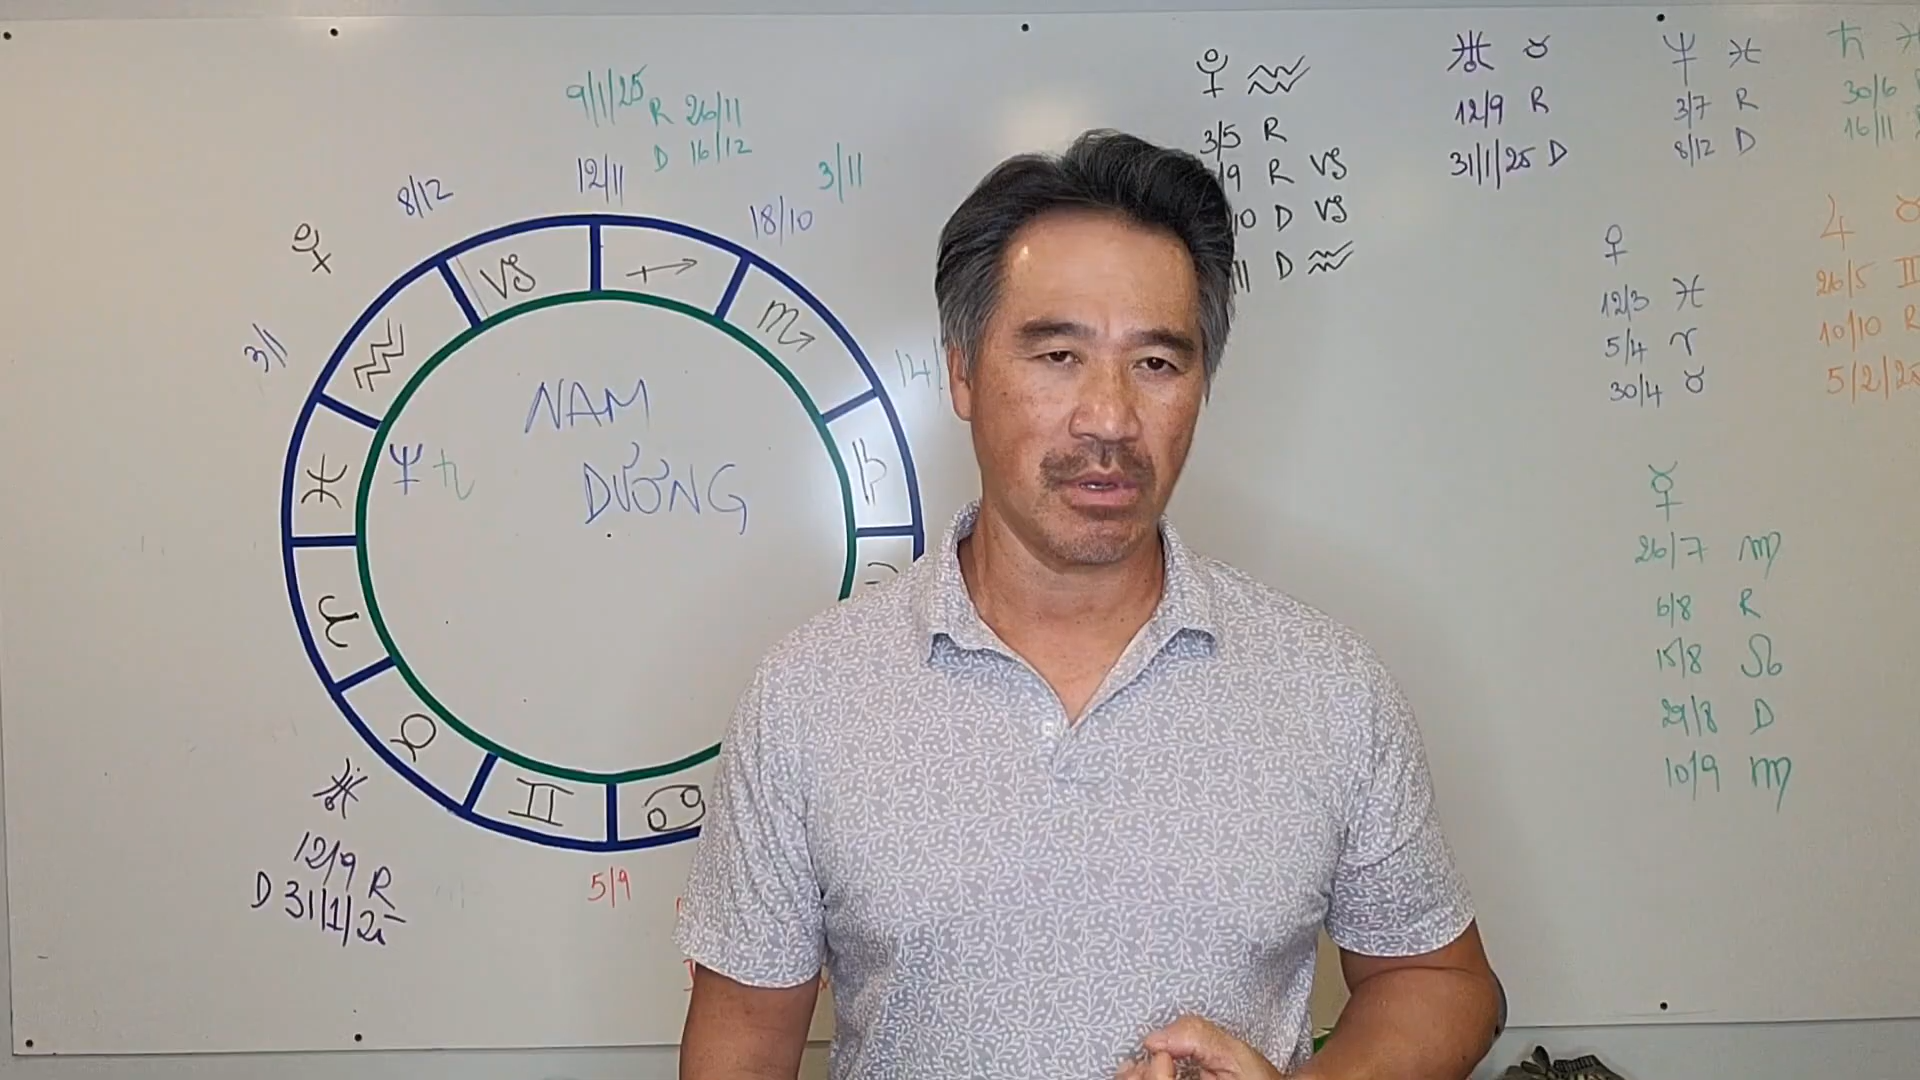 9/1/25 R 26/11
D 16/12
12/11
3/11
8/12
18/10
3/1
NAM
DƯƠNG
♆ ♄
♑
♐
♏
♒
♓
♎
♈
♉
♊
♋
♅
12/9 R
D 31/1/25
5/9
♒
3/5 R
R ♑
D ♑
D ♒
♅ ♉
12/9 R
31/1/25 D
♆ ♓
3/7 R
8/12 D
♄
30/6
16/11
♀
12/3 ♓
5/4 ♈
30/4 ♉
♃ ♉
26/5 ♊
10/10 R
5/2/25
☿
26/7 ♍
6/8 R
15/8 ♌
29/8 D
10/9 ♍